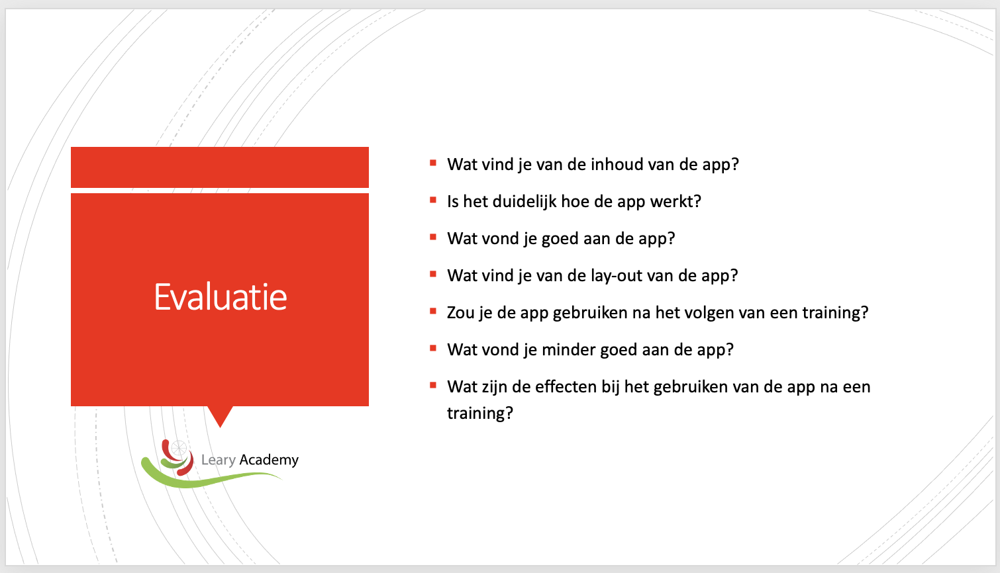 Evaluatie
Leary Academy
Wat vind je van de inhoud van de app?
Is het duidelijk hoe de app werkt?
Wat vond je goed aan de app?
Wat vind je van de lay-out van de app?
Zou je de app gebruiken na het volgen van een training?
Wat vond je minder goed aan de app?
Wat zijn de effecten bij het gebruiken van de app na een
training?